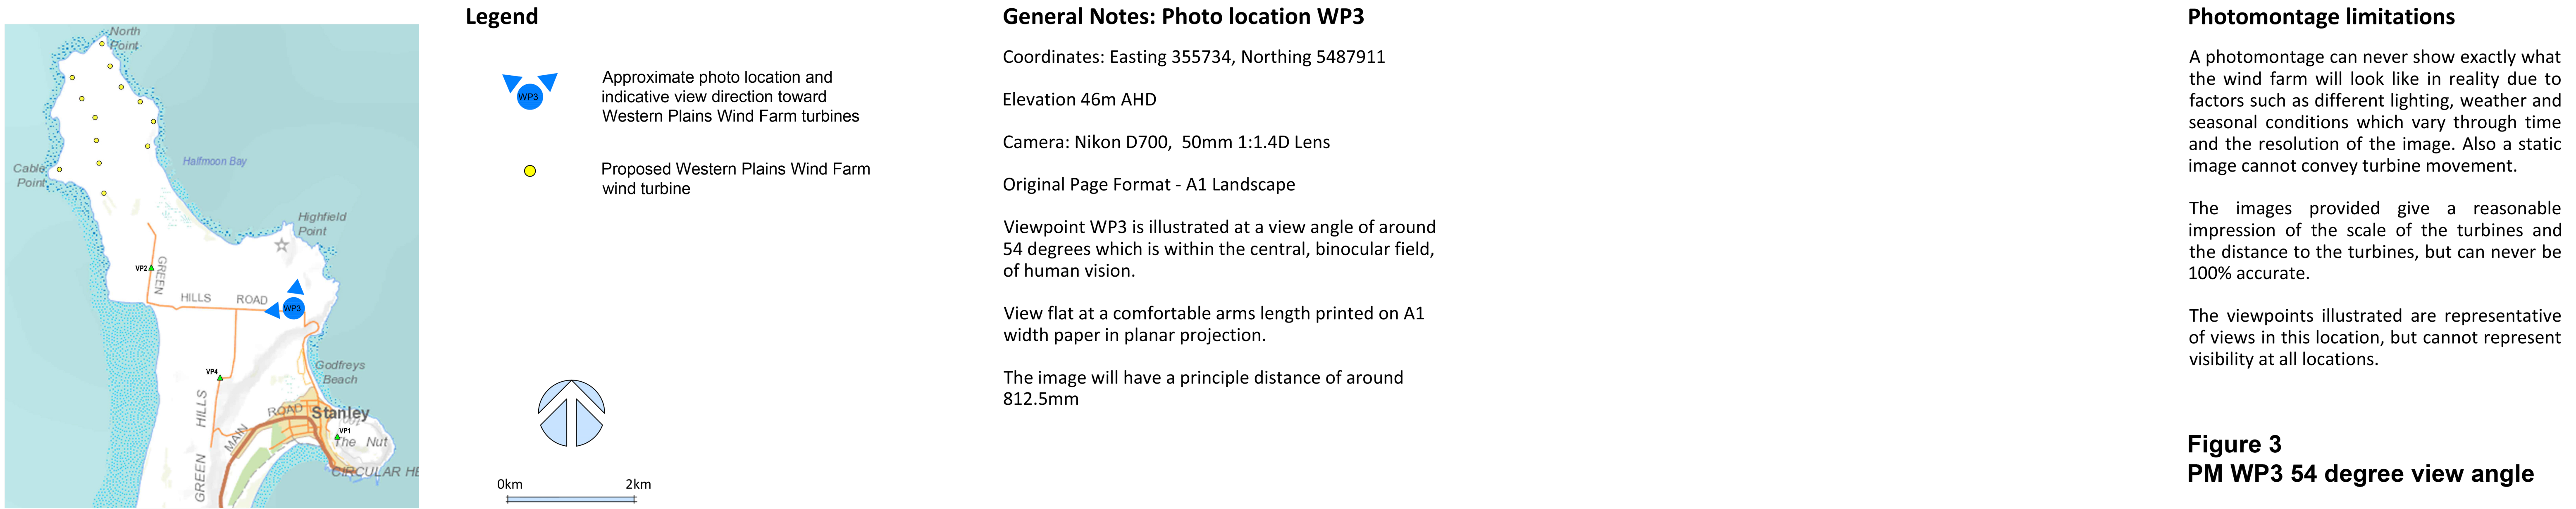 North
Point
Cable
Point
Halfmoon Bay
Highfield
Point
VP2
GREEN
HILLS ROAD
WP3
VP4
Godfreys
Beach
HILLS
ROAD
Stanley
MAIN
VP1
The Nut
GREEN
CIRCULAR HE
Legend
WP3
Approximate photo location and
indicative view direction toward
Western Plains Wind Farm turbines
Proposed Western Plains Wind Farm
wind turbine
0km 2km
General Notes: Photo location WP3
Coordinates: Easting 355734, Northing 5487911
Elevation 46m AHD
Camera: Nikon D700, 50mm 1:1.4D Lens
Original Page Format - A1 Landscape
Viewpoint WP3 is illustrated at a view angle of around
54 degrees which is within the central, binocular field,
of human vision.
View flat at a comfortable arms length printed on A1
width paper in planar projection.
The image will have a principle distance of around
812.5mm
Photomontage limitations
A photomontage can never show exactly what
the wind farm will look like in reality due to
factors such as different lighting, weather and
seasonal conditions which vary through time
and the resolution of the image. Also a static
image cannot convey turbine movement.
The images provided give a reasonable
impression of the scale of the turbines and
the distance to the turbines, but can never be
100% accurate.
The viewpoints illustrated are representative
of views in this location, but cannot represent
visibility at all locations.
Figure 3
PM WP3 54 degree view angle